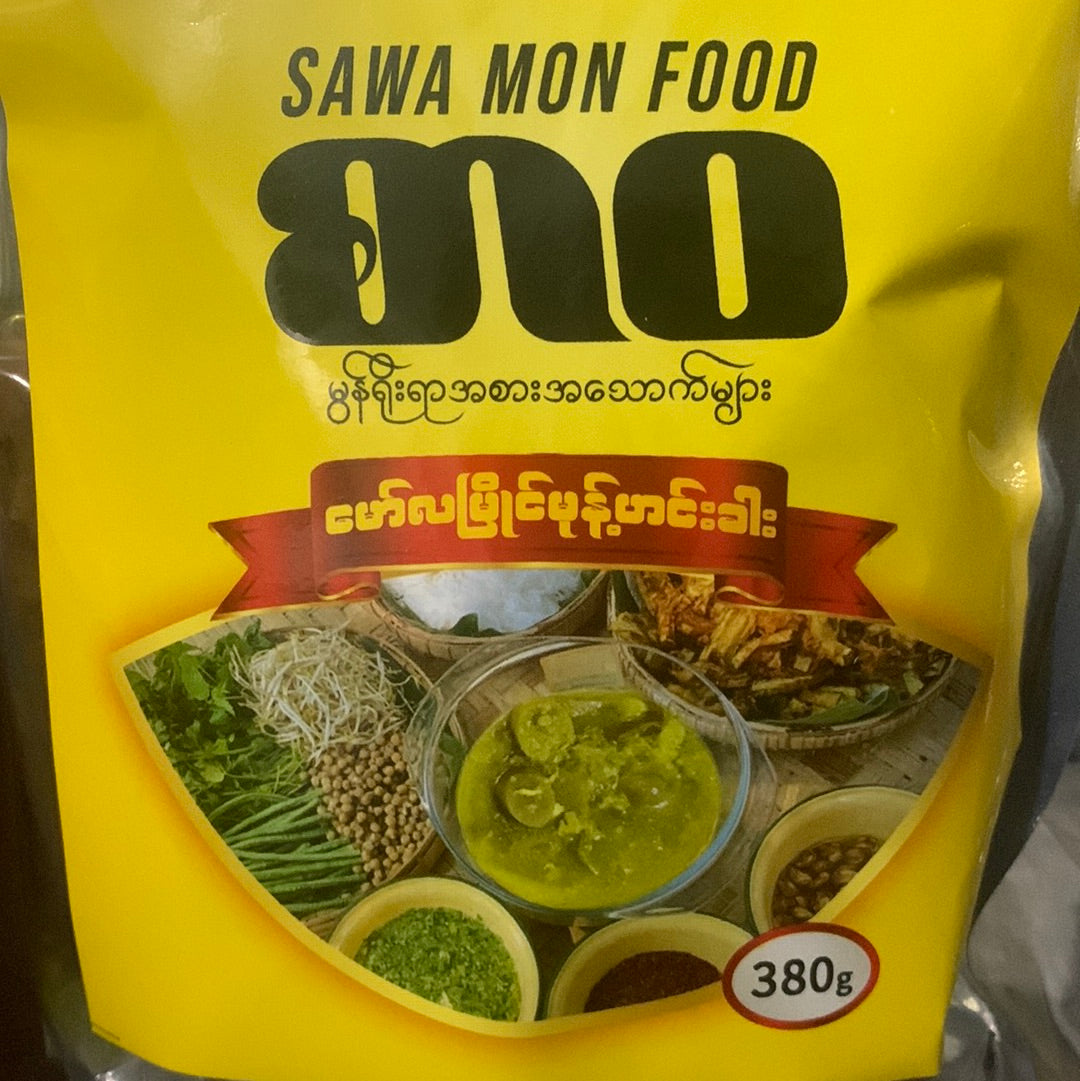 SAWA MON FOOD
စာဝ
မွန်ရိုးရာအစားအသောက်များ
မော်လမြိုင်မုန့်ဟင်းခါး
380g